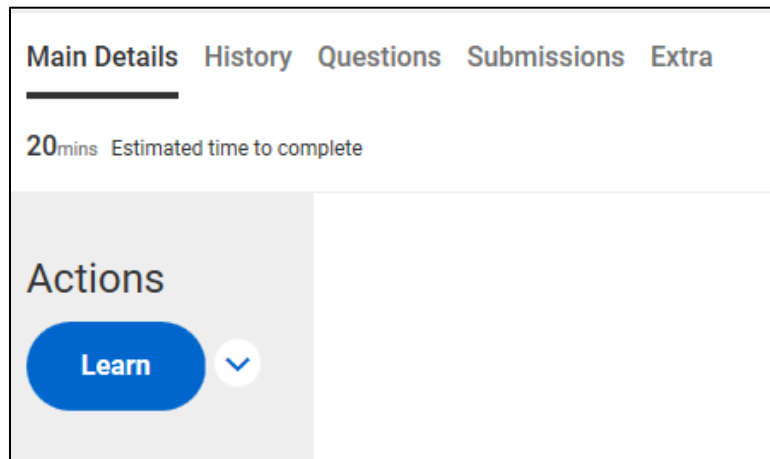 Main Details History Questions Submissions Extra
20mins Estimated time to complete
Actions
Learn